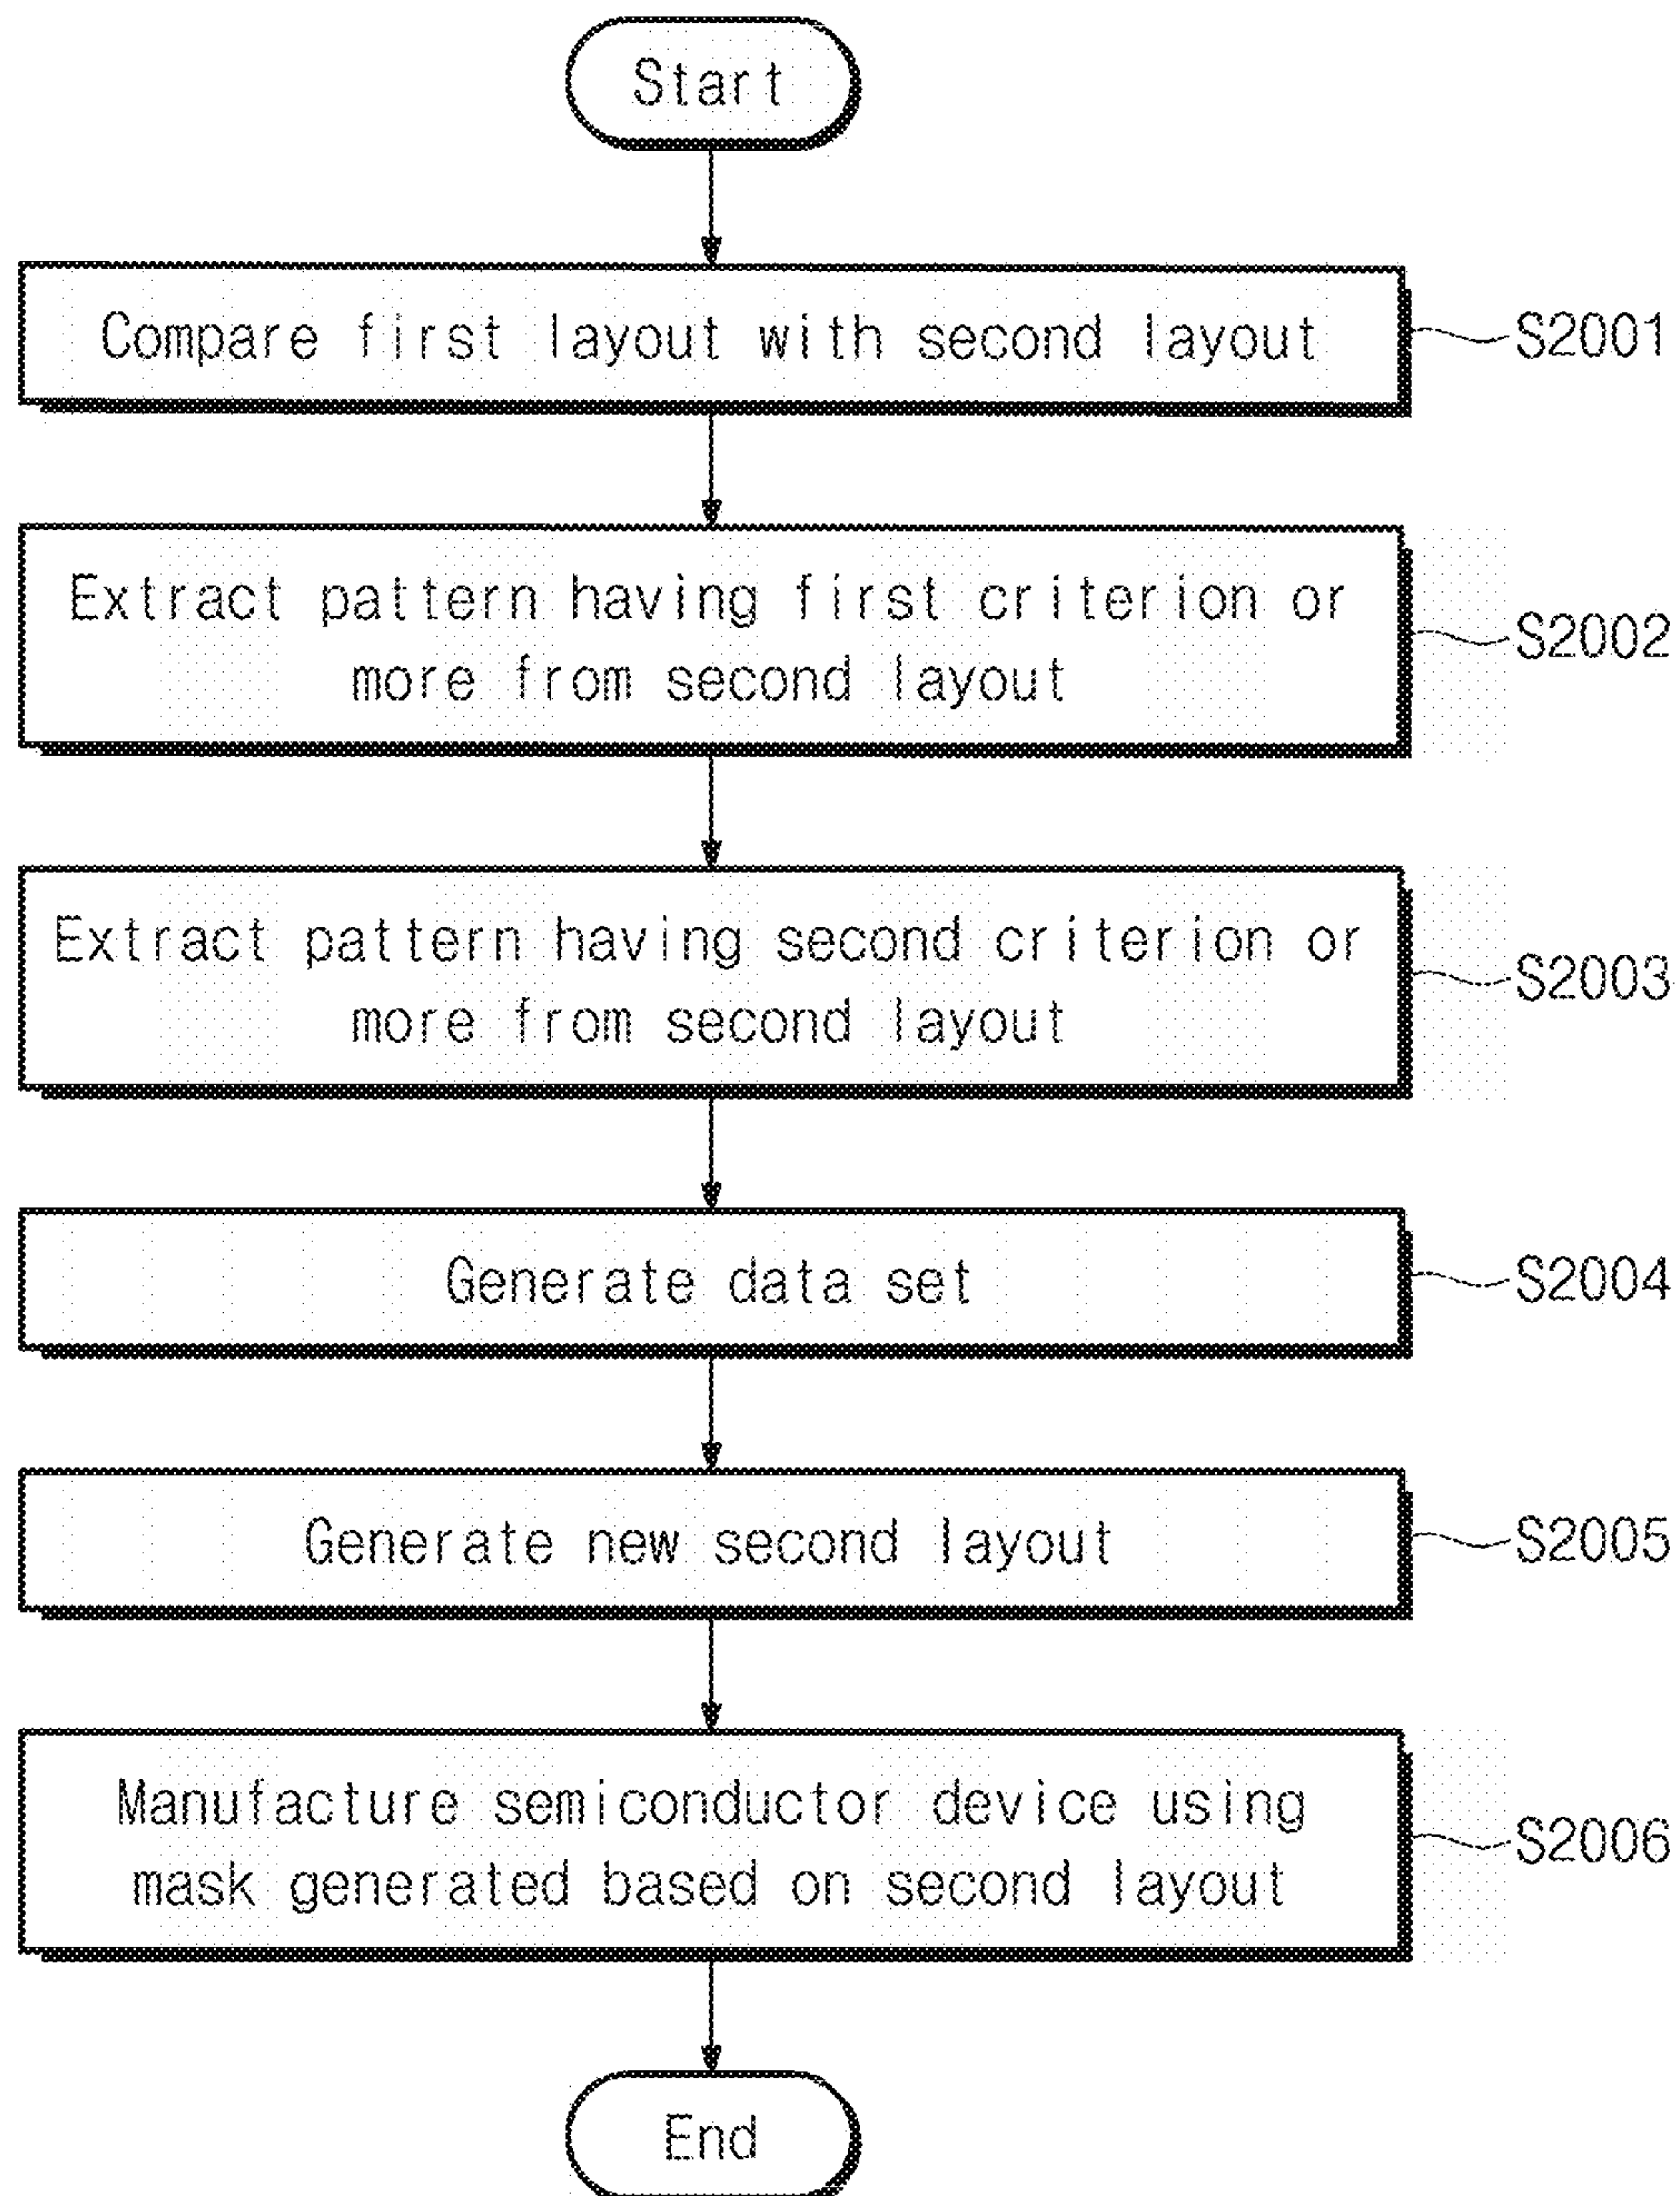 Start
Compare first layout with second layout
S2001
Extract pattern having first criterion or
more from second layout
S2002
Extract pattern having second criterion or
more from second layout
S2003
Generate data set
S2004
Generate new second layout
S2005
Manufacture semiconductor device using
mask generated based on second layout
S2006
End